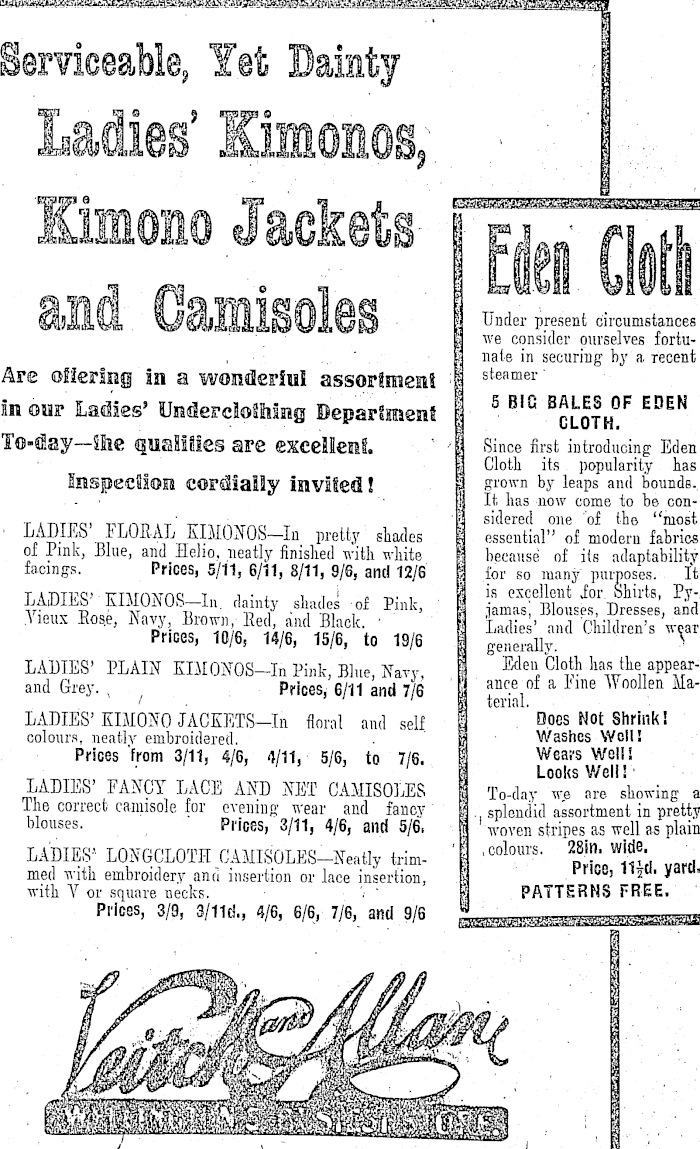 Serviceable, Yet Dainty
Ladies' Kimonos,
Kimono Jackets
and Camisoles
Are offering in a wonderful assortment
in our Ladies' Underclothing Department
To-day—the qualities are excellent.
Inspection cordially invited!
LADIES' FLORAL KIMONOS—In pretty shades
of Pink, Blue, and Helio, neatly finished with white
facings. Prices, 5/11, 6/11, 8/11, 9/6, and 12/6
LADIES' KIMONOS—In dainty shades of Pink,
Vieux Rose, Navy, Brown, Red, and Black.
Prices, 10/6, 14/6, 15/6, to 19/6
LADIES' PLAIN KIMONOS—In Pink, Blue, Navy,
and Grey. Prices, 6/11 and 7/6
LADIES' KIMONO JACKETS—In floral and self
colours, neatly embroidered.
Prices from 3/11, 4/6, 4/11, 5/6, to 7/6.
LADIES' FANCY LACE AND NET CAMISOLES
The correct camisole for evening wear and fancy
blouses. Prices, 3/11, 4/6, and 5/6.
LADIES' LONGCLOTH CAMISOLES—Neatly trim-
med with embroidery and insertion or lace insertion,
with V or square necks.
Prices, 3/9, 3/11d., 4/6, 6/6, 7/6, and 9/6
Veitch and Allan
WELLINGTON'S BUSIEST STORE.
Eden Cloth
Under present circumstances
we consider ourselves fortu-
nate in securing by a recent
steamer
5 BIG BALES OF EDEN
CLOTH.
Since first introducing Eden
Cloth its popularity has
grown by leaps and bounds.
It has now come to be con-
sidered one of the "most
essential" of modern fabrics
because of its adaptability
for so many purposes. It
is excellent for Shirts, Py-
jamas, Blouses, Dresses, and
Ladies' and Children's wear
generally.
Eden Cloth has the appear-
ance of a Fine Woollen Ma-
terial.
Does Not Shrink!
Washes Well!
Wears Well!
Looks Well!
To-day we are showing a
splendid assortment in pretty
woven stripes as well as plain
colours. 28in. wide.
Price, 11½d. yard.
PATTERNS FREE.